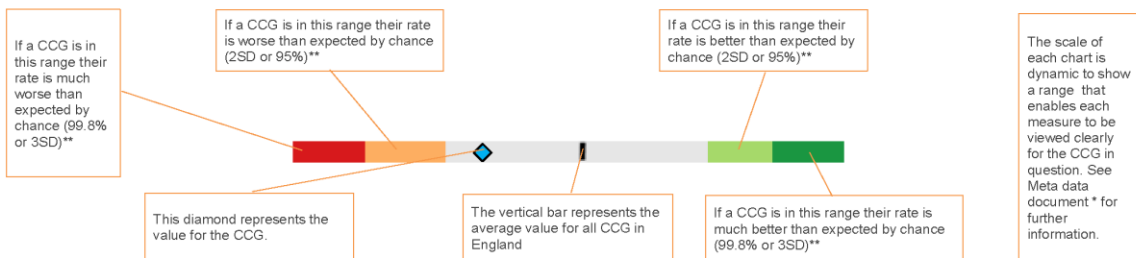 If a CCG is in
this range their
rate is much
worse than
expected by
chance (99.8%
or 3SD)**
If a CCG is in this range their rate
is worse than expected by chance
(2SD or 95%)**
If a CCG is in this range their
rate is better than expected by
chance (2SD or 95%)**
The scale of
each chart is
dynamic to show
a range that
enables each
measure to be
viewed clearly
for the CCG in
question. See
Meta data
document * for
further
information.
This diamond represents the
value for the CCG.
The vertical bar represents the
average value for all CCG in
England
If a CCG is in this range their rate is
much better than expected by chance
(99.8% or 3SD)**